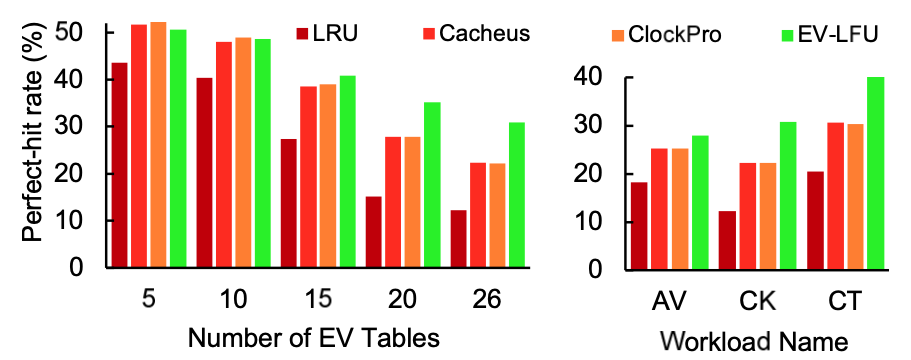 LRU Cacheus ClockPro EV-LFU
Perfect-hit rate (%)
50
40
30
20
10
0
5 10 15 20 26
Number of EV Tables
40
30
20
10
0
AV CK CT
Workload Name